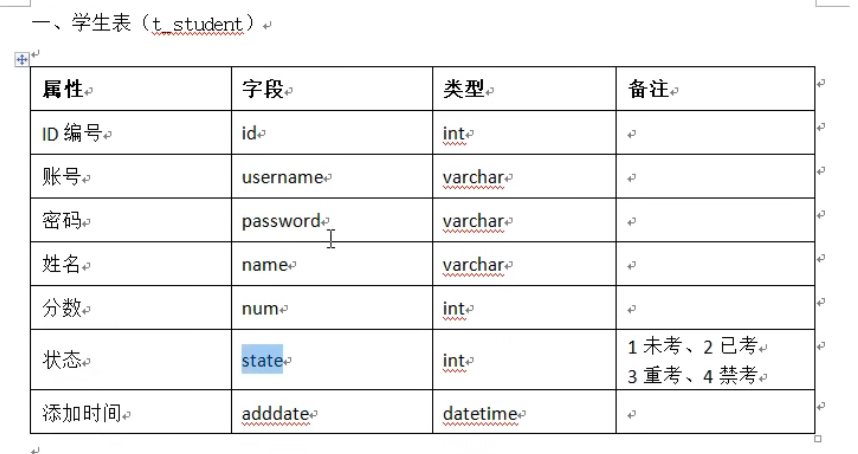 一、学生表（t_student）
属性 字段 类型 备注
ID 编号 id int
账号 username varchar
密码 password varchar
姓名 name varchar
分数 num int
状态 state int 1 未考、2 已考
3 重考、4 禁考
添加时间 adddate datetime